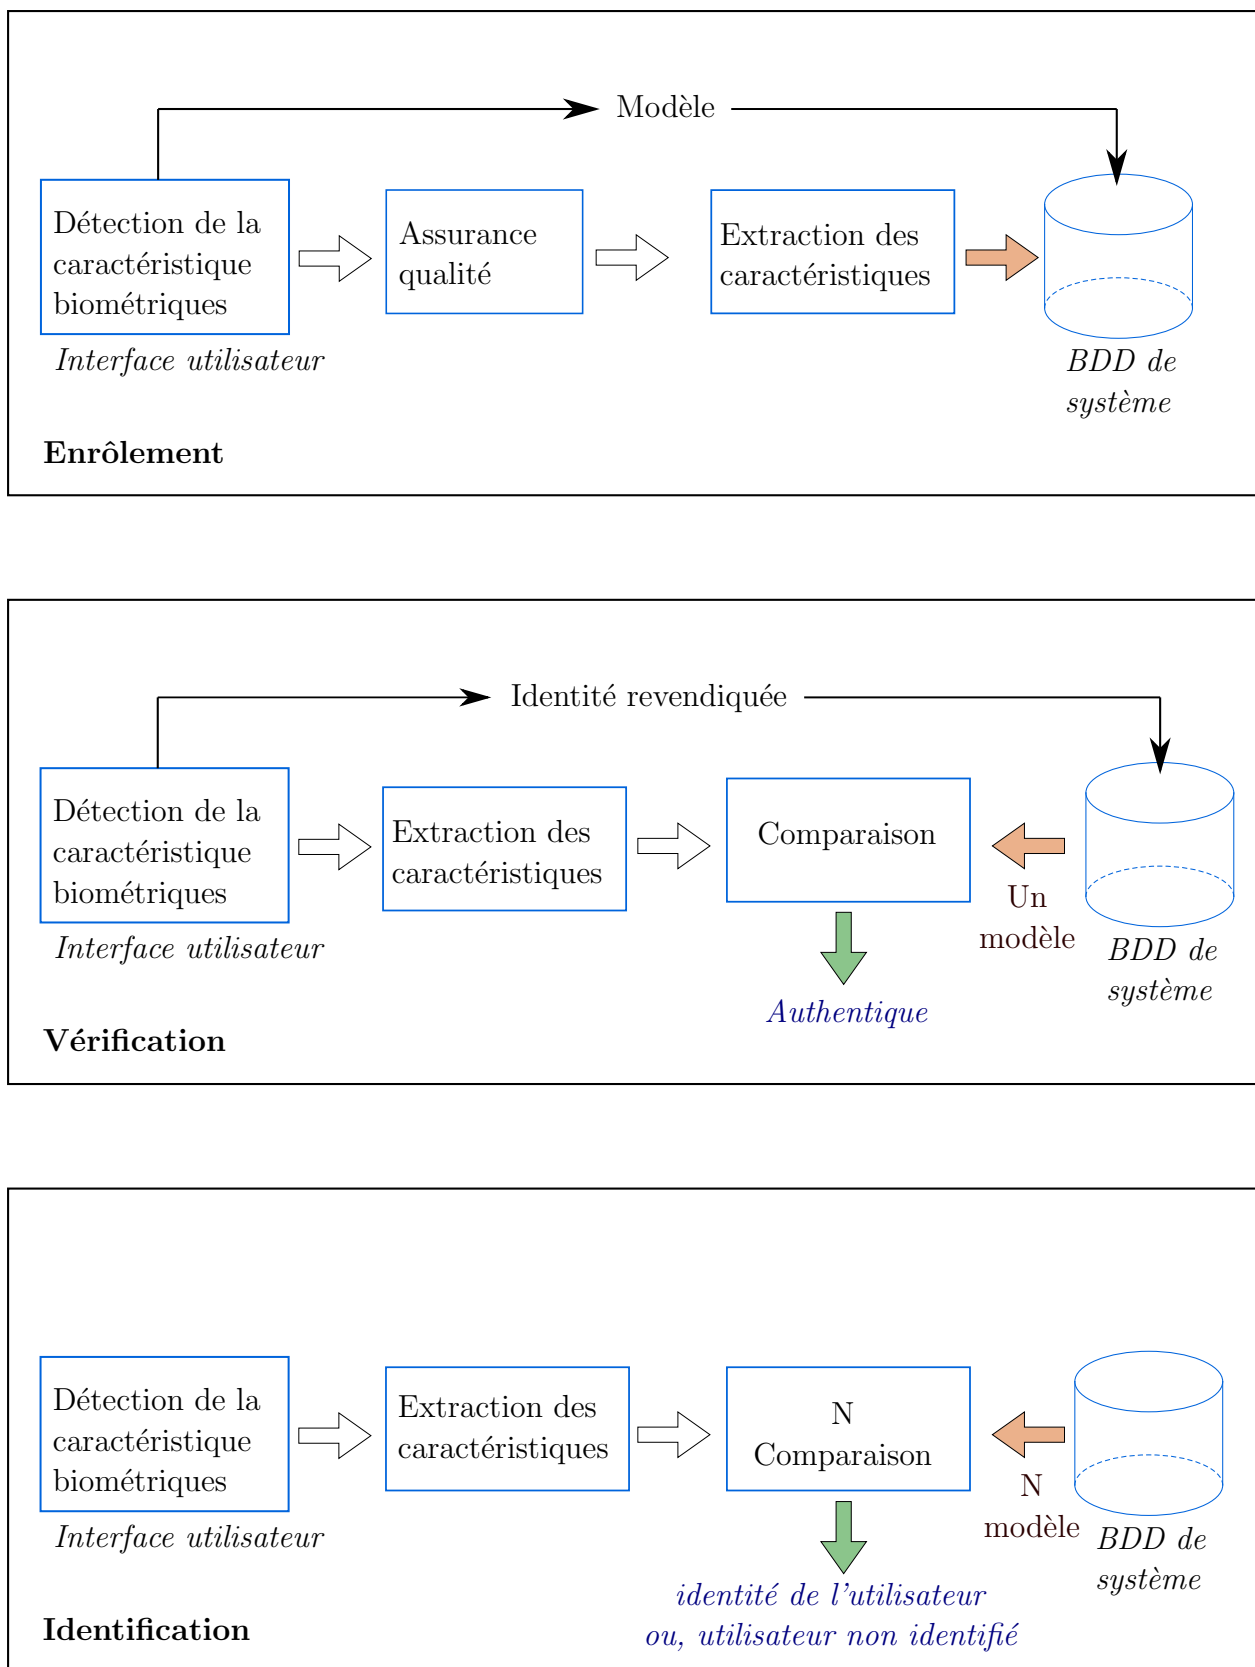 Modèle
Détection de la
caractéristique
biométriques
Interface utilisateur
Assurance
qualité
Extraction des
caractéristiques
BDD de
système
Enrôlement
Identité revendiquée
Détection de la
caractéristique
biométriques
Interface utilisateur
Extraction des
caractéristiques
Comparaison
Un
modèle
BDD de
système
Authentique
Vérification
Détection de la
caractéristique
biométriques
Interface utilisateur
Extraction des
caractéristiques
N
Comparaison
N
modèle
BDD de
système
identité de l'utilisateur
ou, utilisateur non identifié
Identification